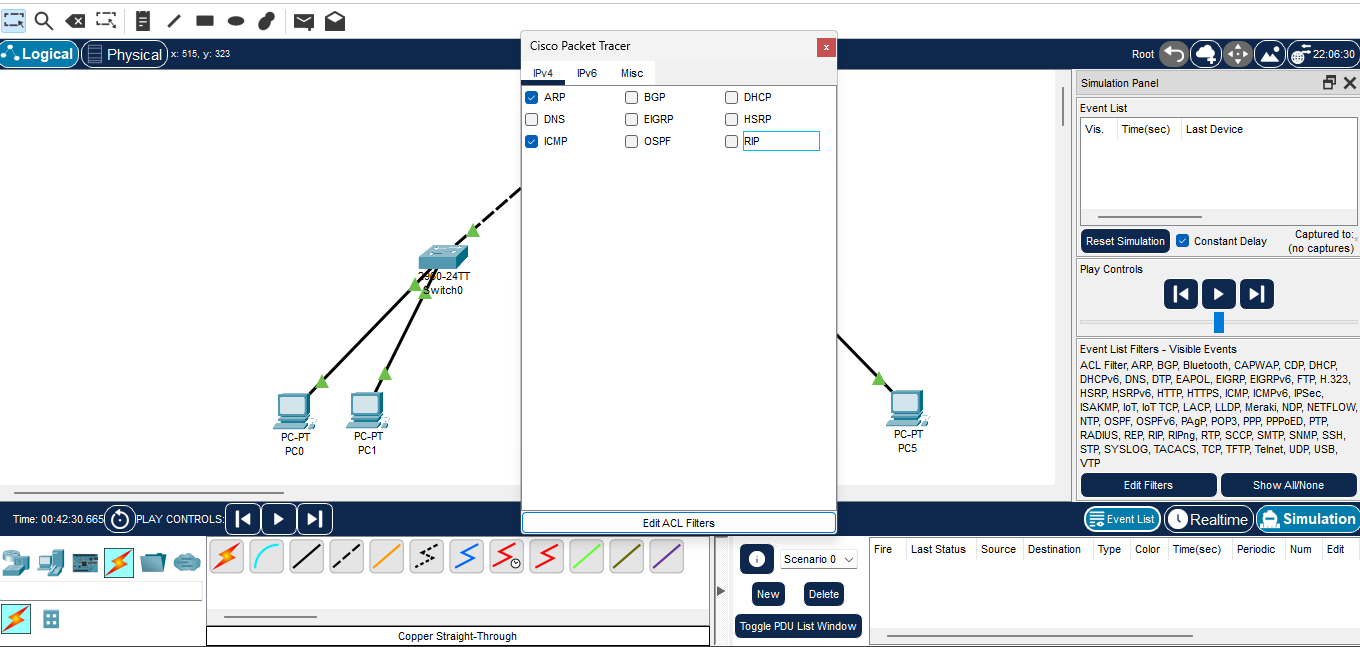 Logical
Physical
x: 515, y: 323
Root
22:06:30
Cisco Packet Tracer
x
IPv4 IPv6 Misc
ARP BGP DHCP
DNS EIGRP HSRP
ICMP OSPF RIP
Edit ACL Filters
2960-24TT
Switch0
PC-PT
PC0
PC-PT
PC1
PC-PT
PC5
Simulation Panel
Event List
Vis. Time(sec) Last Device
Reset Simulation
Constant Delay
Captured to:
(no captures)
Play Controls
Event List Filters - Visible Events
ACL Filter, ARP, BGP, Bluetooth, CAPWAP, CDP, DHCP,
DHCPv6, DNS, DTP, EAPOL, EIGRP, EIGRPv6, FTP, H.323,
HSRP, HSRPv6, HTTP, HTTPS, ICMP, ICMPv6, IPSec,
ISAKMP, IoT, IoT TCP, LACP, LLDP, Meraki, NDP, NETFLOW,
NTP, OSPF, OSPFv6, PAgP, POP3, PPP, PPPoED, PTP,
RADIUS, REP, RIP, RIPng, RTP, SCCP, SMTP, SNMP, SSH,
STP, SYSLOG, TACACS, TCP, TFTP, Telnet, UDP, USB,
VTP
Edit Filters
Show All/None
Time: 00:42:30.665
PLAY CONTROLS:
Event List
Realtime
Simulation
Copper Straight-Through
Scenario 0
New
Delete
Toggle PDU List Window
Fire Last Status Source Destination Type Color Time(sec) Periodic Num Edit